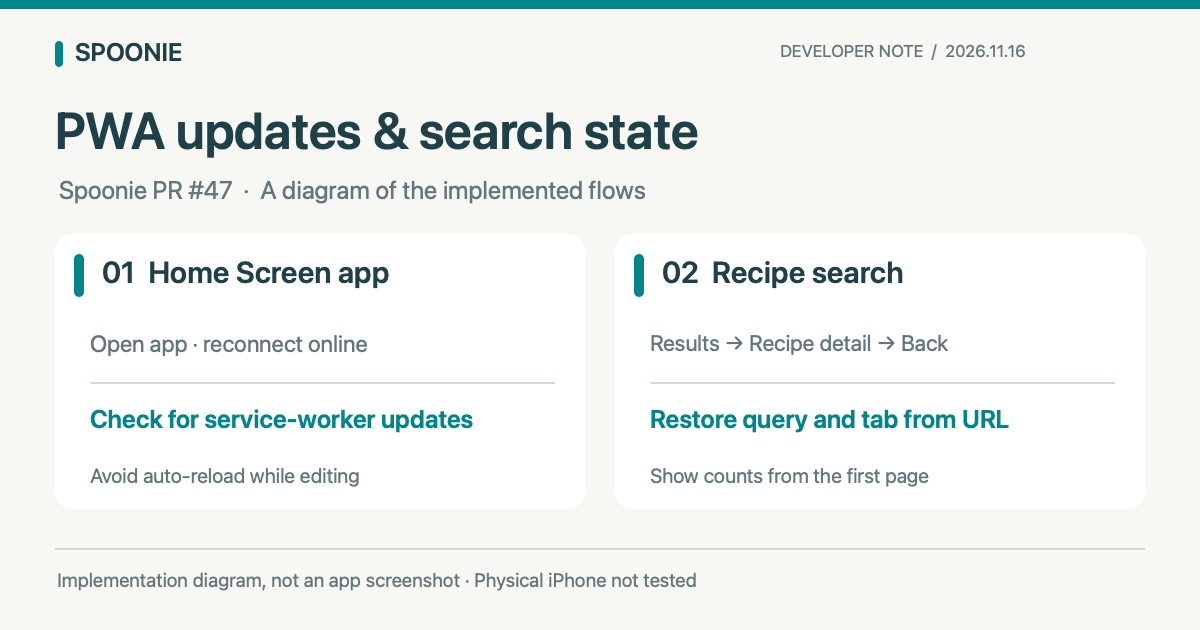 SPOONIE
DEVELOPER NOTE / 2026.11.16
PWA updates & search state
Spoonie PR #47 · A diagram of the implemented flows
01 Home Screen app
Open app · reconnect online
Check for service-worker updates
Avoid auto-reload while editing
02 Recipe search
Results → Recipe detail → Back
Restore query and tab from URL
Show counts from the first page
Implementation diagram, not an app screenshot · Physical iPhone not tested